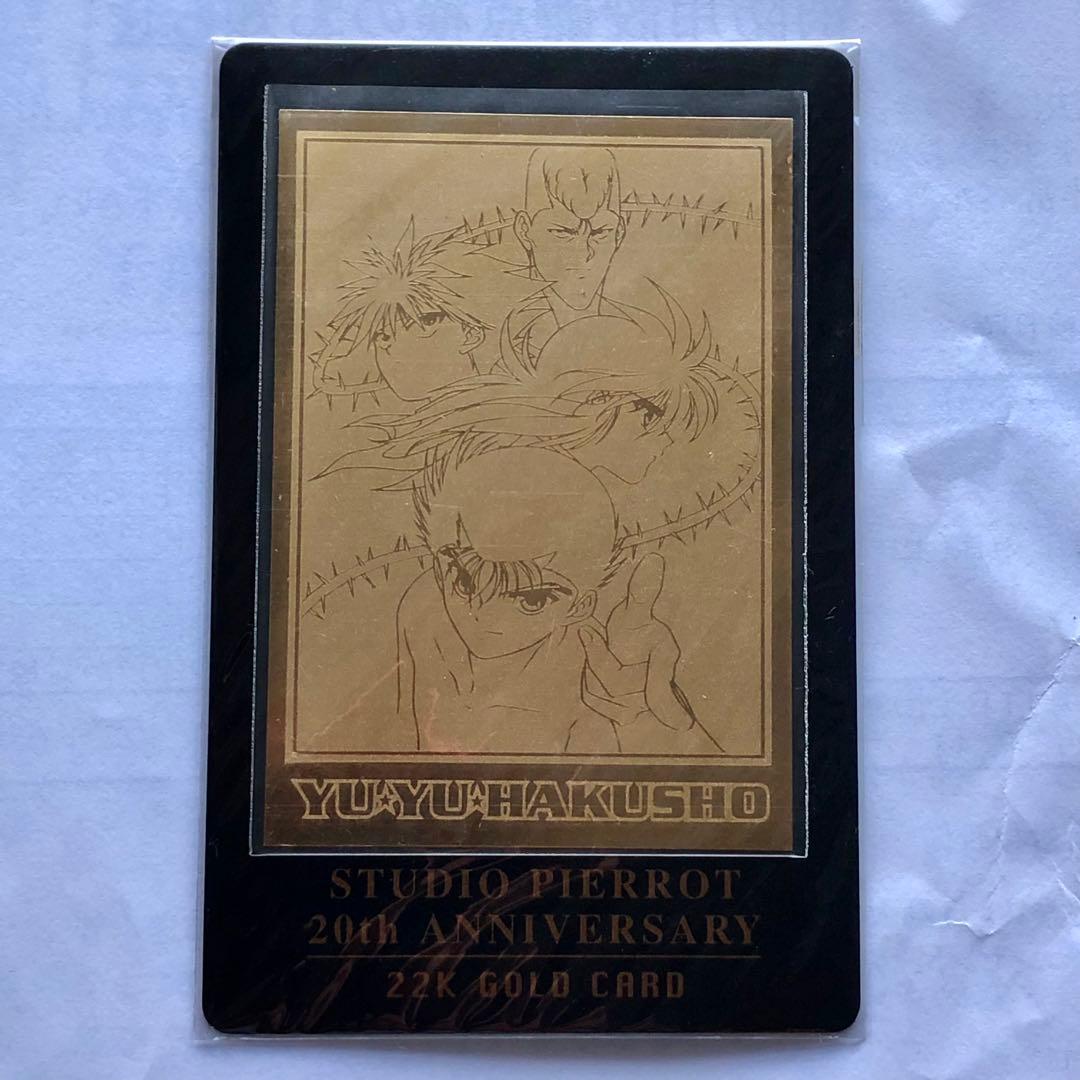 YU★YU★HAKUSHO
STUDIO PIERROT
20th ANNIVERSARY
22K GOLD CARD